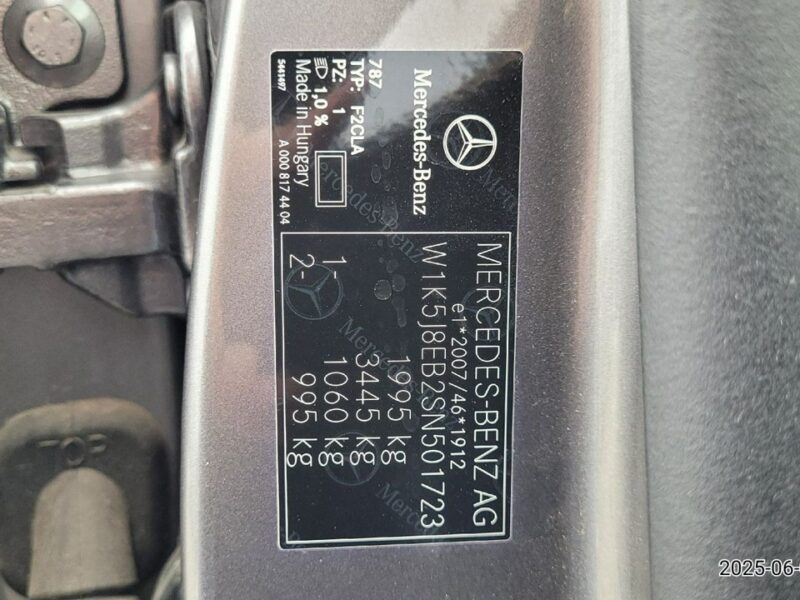 Mercedes-Benz
787
TYP: F2CLA
PZ: 1
1,0 %
Made in Hungary
5441497
A 000 817 44 04
MERCEDES-BENZ AG
e1*2007/46*1912
W1K5J8EB2SN501723
1995 kg
3445 kg
1- 1060 kg
2- 995 kg
TOP
2025-06-